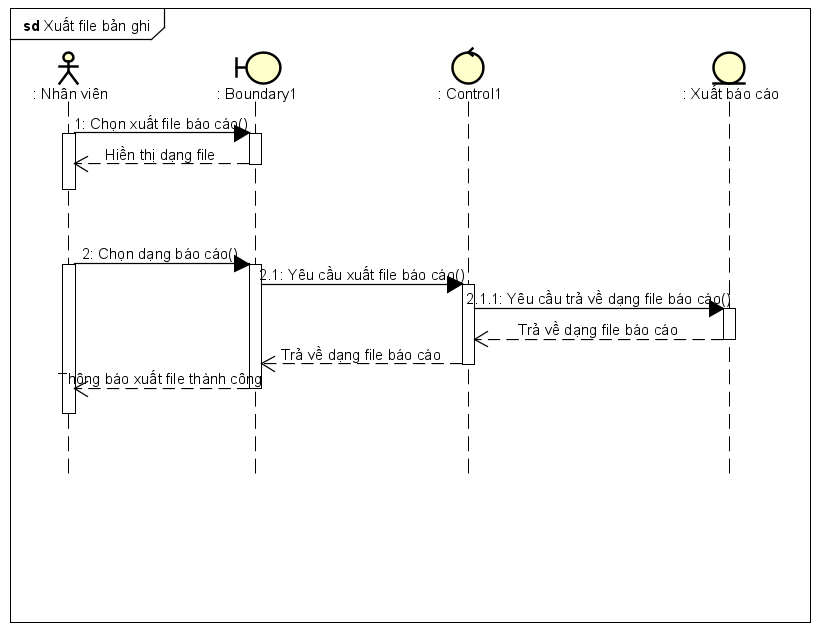 sd Xuất file bản ghi
: Nhân viên
: Boundary1
: Control1
: Xuất báo cáo
1: Chọn xuất file báo cáo()
Hiền thị dạng file
2: Chọn dạng báo cáo()
2.1: Yêu cầu xuất file báo cáo()
2.1.1: Yêu cầu trả về dạng file báo cáo()
Trả về dạng file báo cáo
Trả về dạng file báo cáo
Thông báo xuất file thành công